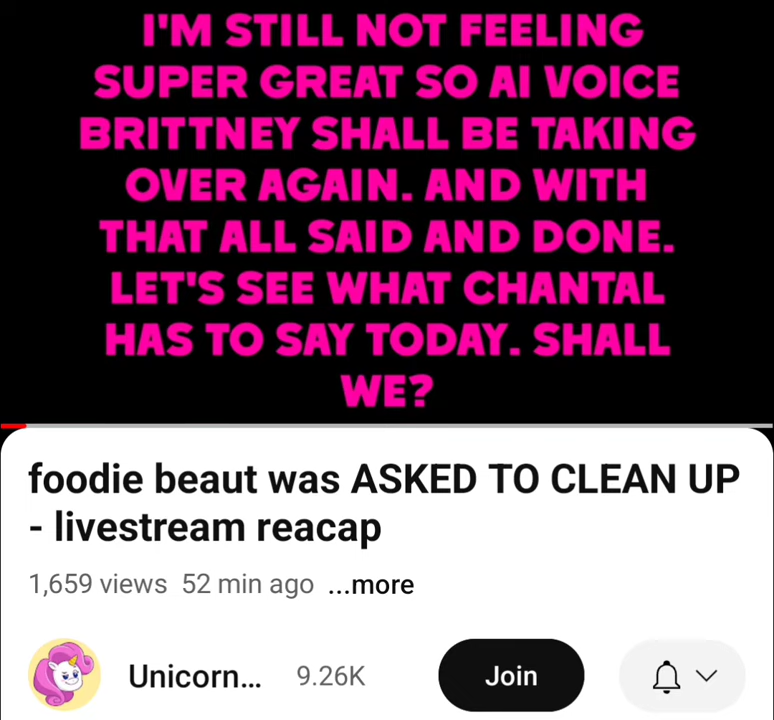 I'M STILL NOT FEELING
SUPER GREAT SO AI VOICE
BRITTNEY SHALL BE TAKING
OVER AGAIN. AND WITH
THAT ALL SAID AND DONE.
LET'S SEE WHAT CHANTAL
HAS TO SAY TODAY. SHALL
WE?
foodie beaut was ASKED TO CLEAN UP
- livestream reacap
1,659 views 52 min ago ...more
Unicorn... 9.26K Join